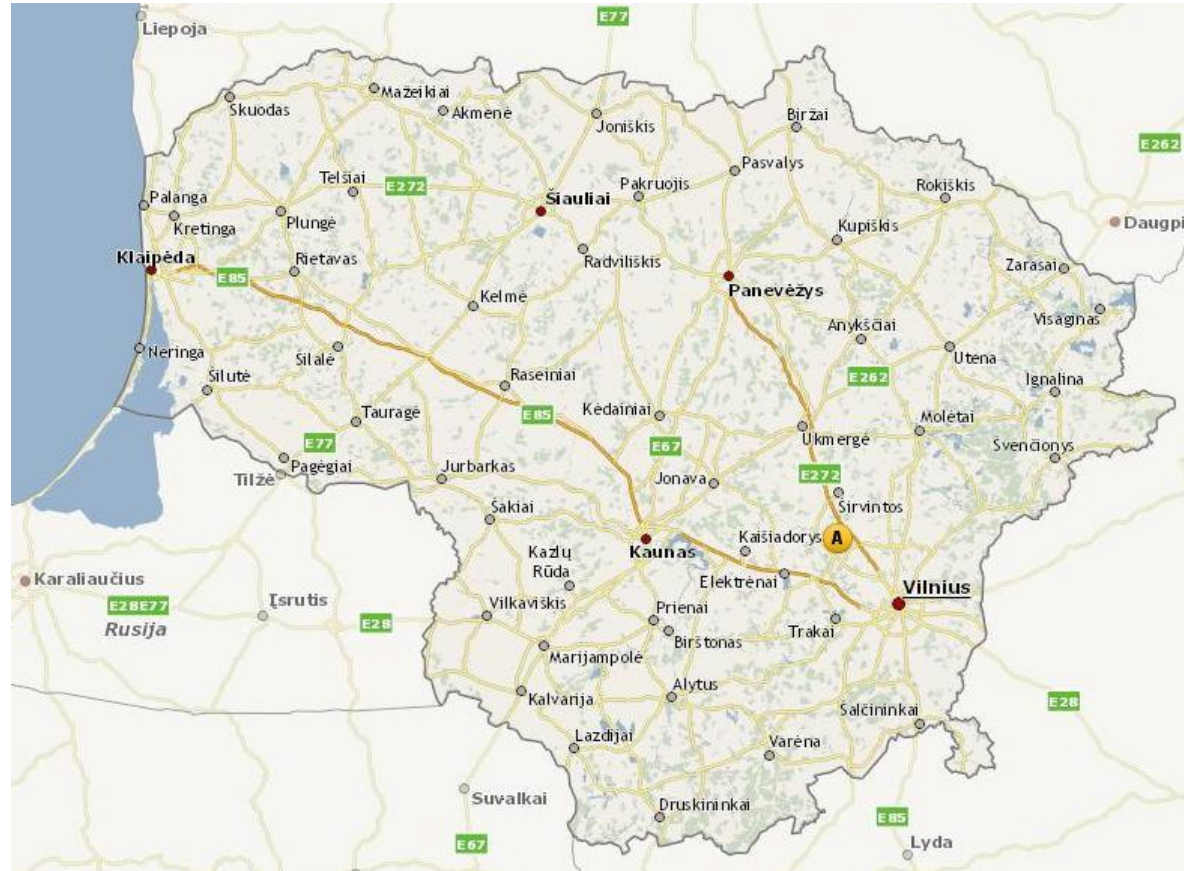 E77
Liepoja
Skuodas
Mažeikiai
Akmenė
Joniškis
Biržai
E262
Pasvalys
Telšiai
E272
Pakruojis
Rokiškis
Palanga
Šiauliai
Plungė
Kretinga
Daugpi
Kupiškis
Klaipėda
Rietavas
Radviliškis
Zarasai
E85
Panevėžys
Kelmė
Visaginas
Anykščiai
Neringa
Šilalė
Utena
Šilutė
Raseiniai
E262
Ignalina
Tauragė
E85
Kėdainiai
Molėtai
Ukmergė
E77
E67
Švenčionys
Pagėgiai
Jurbarkas
Tilžė
Jonava
E272
Širvintos
Šakiai
A
Kaišiadorys
Kaunas
Kazlų
Rūda
Karaliaučius
Elektrėnai
Vilnius
E28E77
Įsrutis
Vilkaviškis
Prienai
E28
Trakai
Rusija
Birštonas
Marijampolė
Kalvarija
Alytus
E28
Šalčininkai
Lazdijai
Varėna
Suvalkai
Druskininkai
E85
E67
Lyda